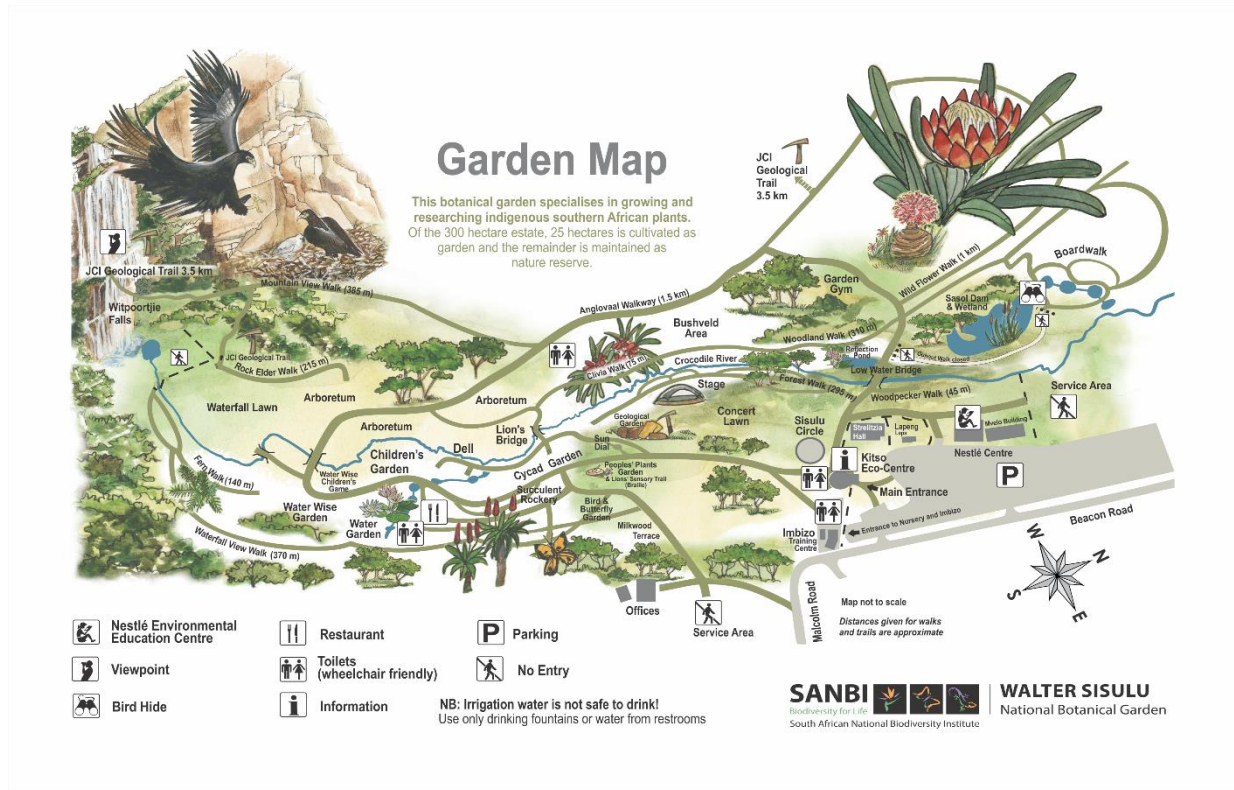 Garden Map
This botanical garden specialises in growing and
researching indigenous southern African plants.
Of the 300 hectare estate, 25 hectares is cultivated as
garden and the remainder is maintained as
nature reserve.
JCI
Geological
Trail
3.5 km
JCI Geological Trail 3.5 km
Mountain View Walk (385 m)
Witpoortjie
Falls
JCI Geological Trail
Rock Elder Walk (215 m)
Waterfall Lawn
Arboretum
Arboretum
Arboretum
Anglovaal Walkway (1.5 km)
Garden
Gym
Wild Flower Walk (1 km)
Boardwalk
Sasol Dam
& Wetland
Bushveld
Area
Woodland Walk (310 m)
Reflection
Pond
Clivia Walk (75 m)
Crocodile River
Low Water Bridge
Forest Walk (295 m)
Woodpecker Walk (45 m)
Stage
Concert
Lawn
Geological
Garden
Service Area
Sisulu
Circle
Strelitzia
Hall
Lapeng
Lapa
Mvelo Building
Nestlé Centre
Kitso
Eco-Centre
Main Entrance
P
Lion's
Bridge
Sun
Dial
Dell
Children's
Garden
Cycad Garden
Peoples' Plants
Garden
& Lions' Sensory Trail
(Braille)
Water Wise
Children's
Game
Fern Walk (140 m)
Water Wise
Garden
Water
Garden
Succulent
Rockery
Bird &
Butterfly
Garden
Milkwood
Terrace
Waterfall View Walk (370 m)
Imbizo
Training
Centre
Entrance to Nursery and Imbizo
Beacon Road
Malcolm Road
Offices
Service Area
W
N
S
E
Map not to scale
Distances given for walks
and trails are approximate
Nestlé Environmental
Education Centre
Viewpoint
Bird Hide
Restaurant
Toilets
(wheelchair friendly)
Information
P Parking
No Entry
NB: Irrigation water is not safe to drink!
Use only drinking fountains or water from restrooms
SANBI
Biodiversity for Life
South African National Biodiversity Institute
WALTER SISULU
National Botanical Garden